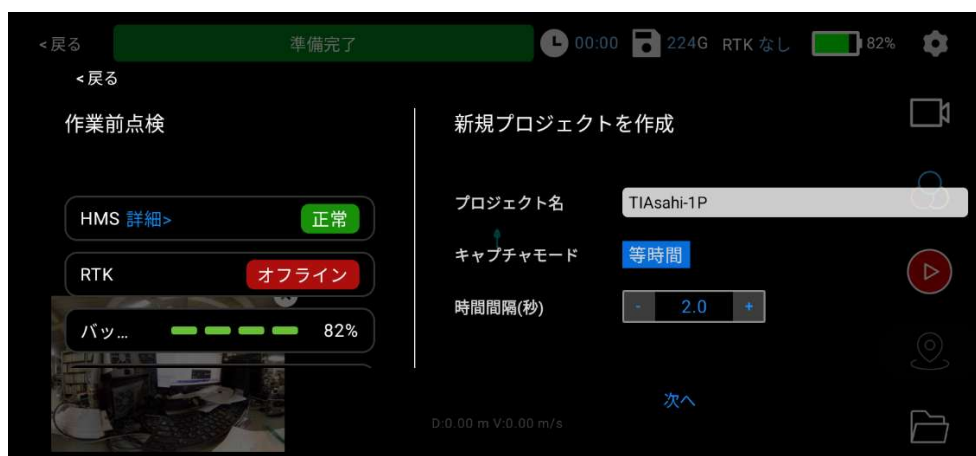 <戻る 準備完了 00:00 224G RTK なし 82%
<戻る
作業前点検
HMS 詳細> 正常
RTK オフライン
バッ... 82%
新規プロジェクトを作成
プロジェクト名 TIAsahi-1P
キャプチャモード 等時間
時間間隔(秒) - 2.0 +
次へ
D:0.00 m V:0.00 m/s